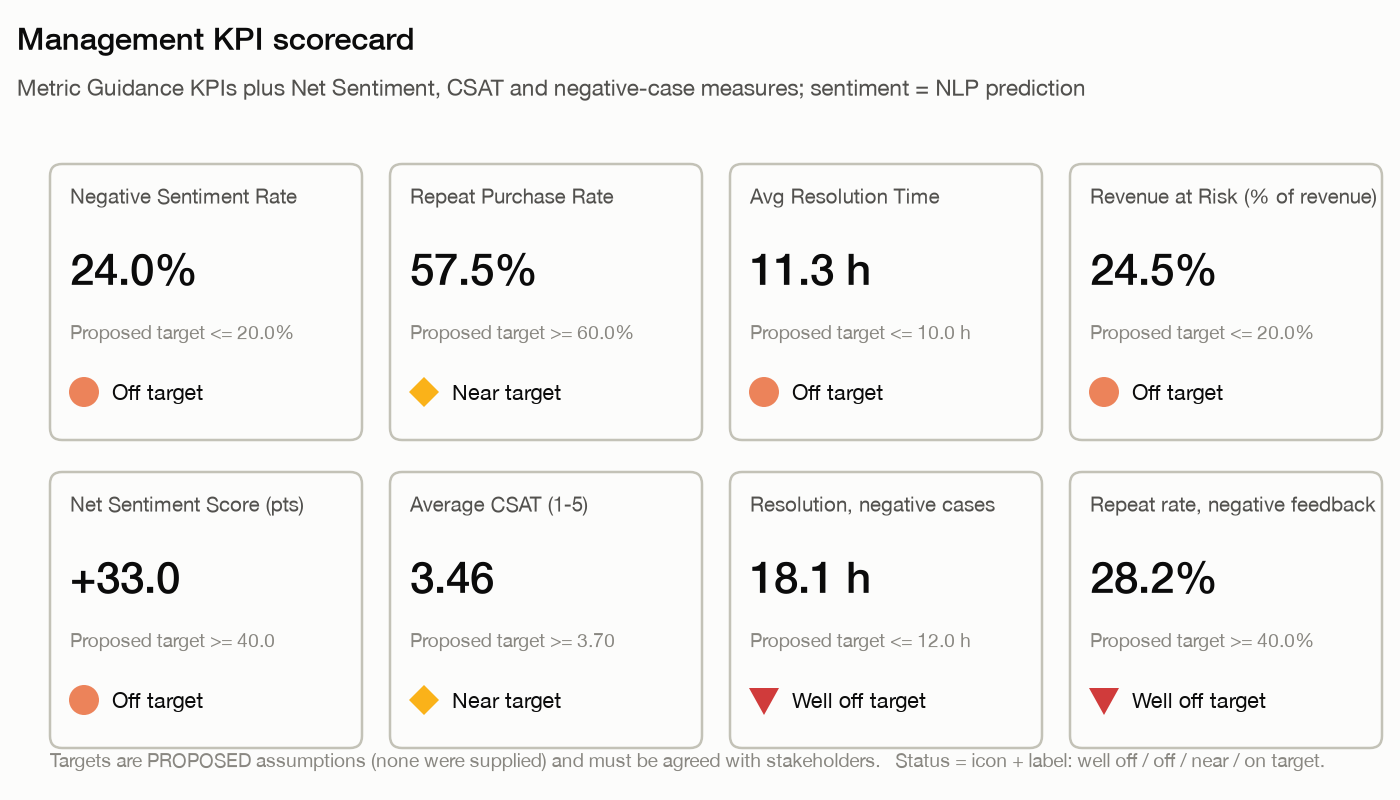 Management KPI scorecard
Metric Guidance KPIs plus Net Sentiment, CSAT and negative-case measures; sentiment = NLP prediction
Negative Sentiment Rate
24.0%
Proposed target <= 20.0%
Off target
Repeat Purchase Rate
57.5%
Proposed target >= 60.0%
Near target
Avg Resolution Time
11.3 h
Proposed target <= 10.0 h
Off target
Revenue at Risk (% of revenue)
24.5%
Proposed target <= 20.0%
Off target
Net Sentiment Score (pts)
+33.0
Proposed target >= 40.0
Off target
Average CSAT (1-5)
3.46
Proposed target >= 3.70
Near target
Resolution, negative cases
18.1 h
Proposed target <= 12.0 h
Well off target
Repeat rate, negative feedback
28.2%
Proposed target >= 40.0%
Well off target
Targets are PROPOSED assumptions (none were supplied) and must be agreed with stakeholders.   Status = icon + label: well off / off / near / on target.